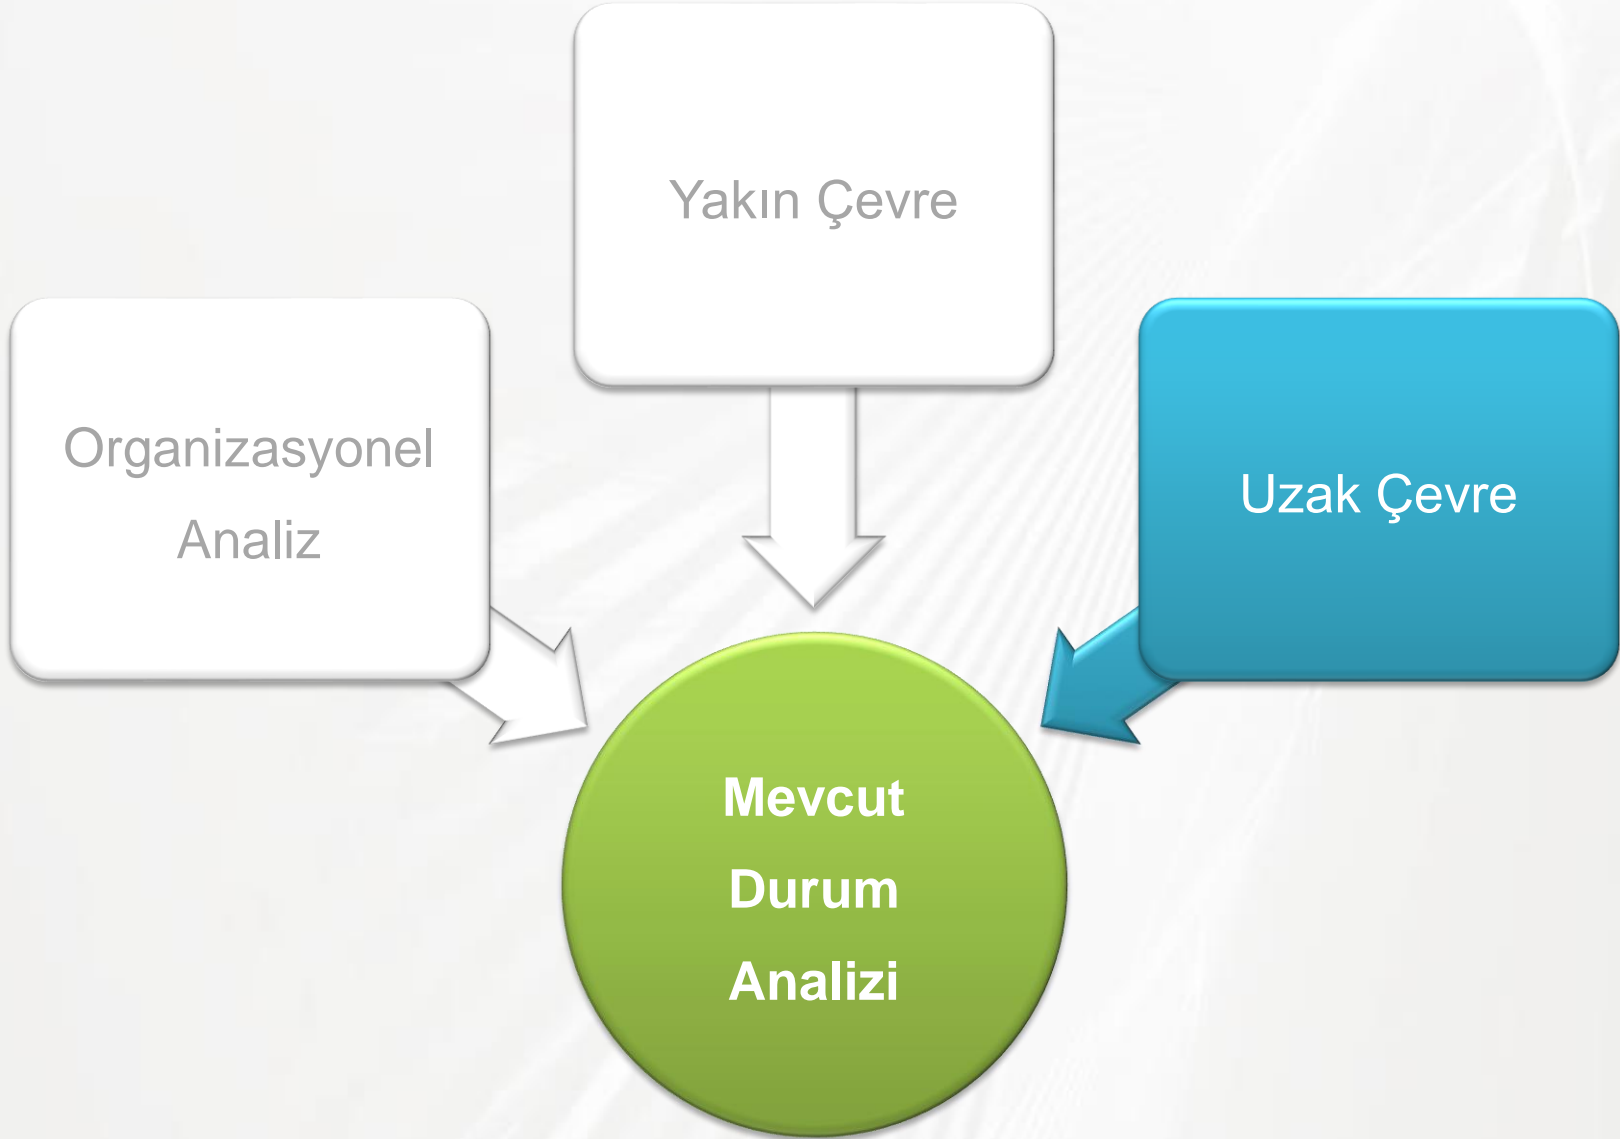 Yakın Çevre
Organizasyonel
Analiz
Uzak Çevre
Mevcut
Durum
Analizi